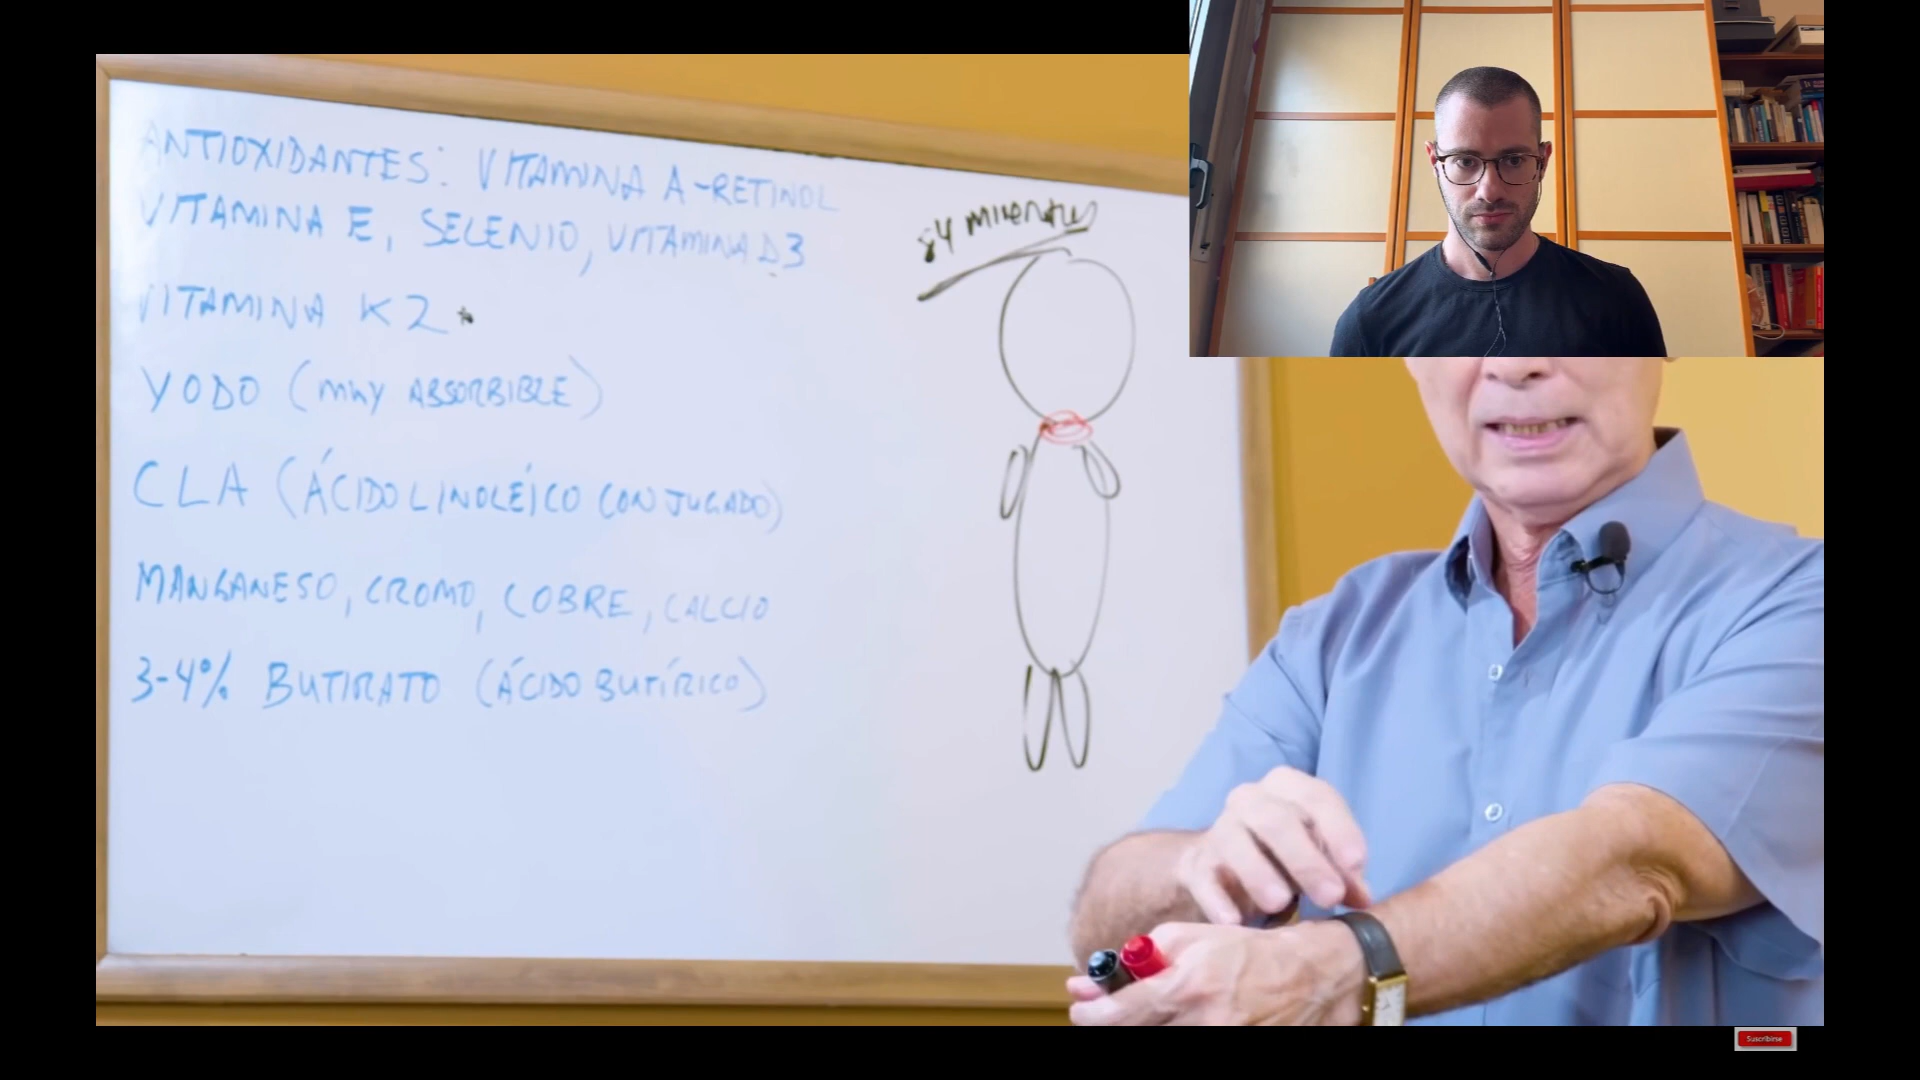 ANTIOXIDANTES: VITAMINA A-RETINOL
VITAMINA E, SELENIO, VITAMINA D3
VITAMINA K2
YODO (MUY ABSORBIBLE)
CLA (ÁCIDO LINOLÉICO CONJUGADO)
MANGANESO, CROMO, COBRE, CALCIO
3-4% BUTIRATO (ÁCIDO BUTÍRICO)
84 MINERALES
Suscribirse